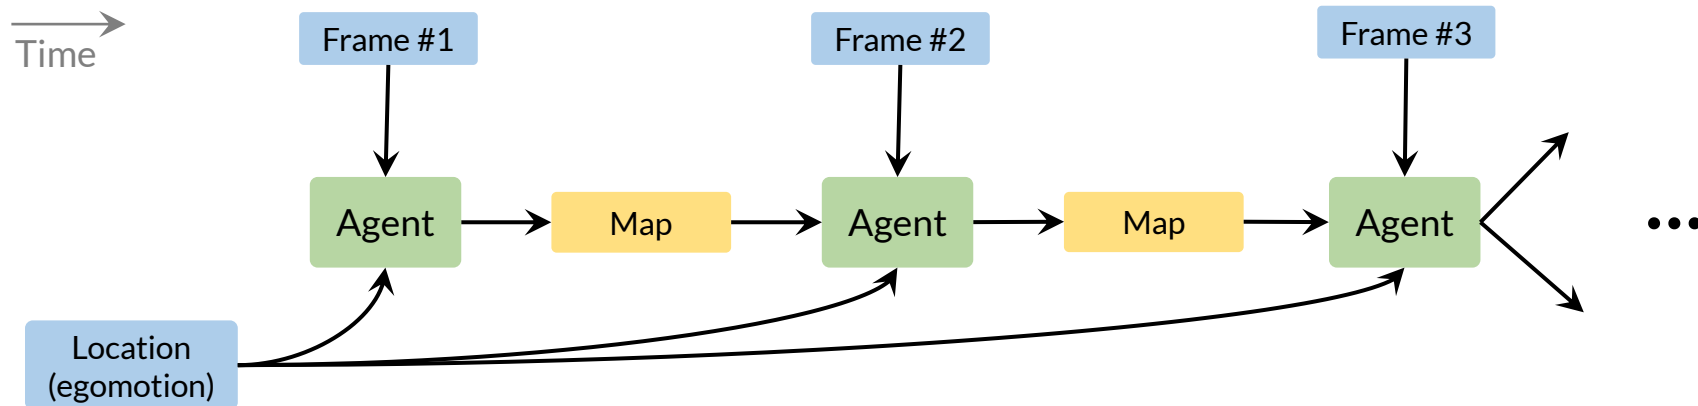 Time
Frame #1
Frame #2
Frame #3
Agent
Map
Agent
Map
Agent
...
Location
(egomotion)